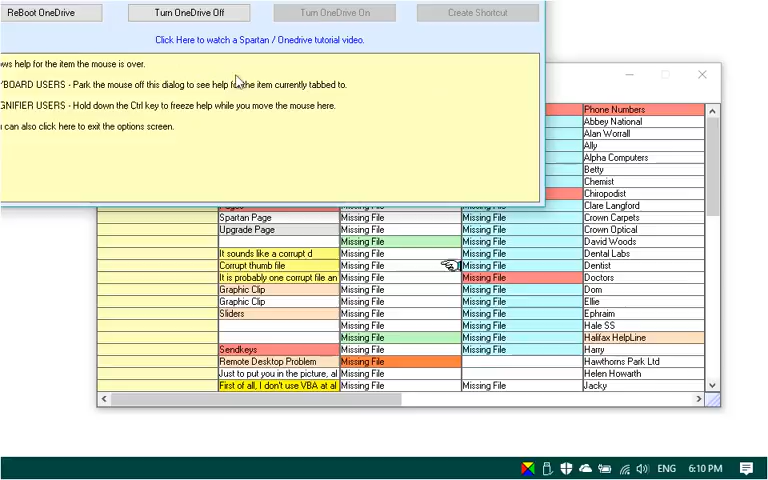 ReBoot OneDrive
Turn OneDrive Off
Turn OneDrive On
Create Shortcut
Click Here to watch a Spartan / Onedrive tutorial video.
ws help for the item the mouse is over.
'BOARD USERS - Park the mouse off this dialog to see help for the item currently tabbed to.
GNIFIER USERS - Hold down the Ctrl key to freeze help while you move the mouse here.
can also click here to exit the options screen.
Phone Numbers
Abbey National
Alan Worrall
Ally
Alpha Computers
Betty
Chemist
Chiropodist
Missing File Missing File Clare Langford
Spartan Page Missing File Missing File Crown Carpets
Upgrade Page Missing File Missing File Crown Optical
Missing File Missing File David Woods
It sounds like a corrupt d Missing File Missing File Dental Labs
Corrupt thumb file Missing File Missing File Dentist
It is probably one corrupt file an Missing File Missing File Doctors
Graphic Clip Missing File Missing File Dom
Graphic Clip Missing File Missing File Ellie
Sliders Missing File Missing File Ephraim
Missing File Missing File Hale SS
Missing File Missing File Halifax HelpLine
Sendkeys Missing File Missing File Harry
Remote Desktop Problem Missing File Hawthorns Park Ltd
Just to put you in the picture, al Missing File Helen Howarth
First of all, I don't use VBA at al Missing File Missing File Jacky
ENG 6:10 PM